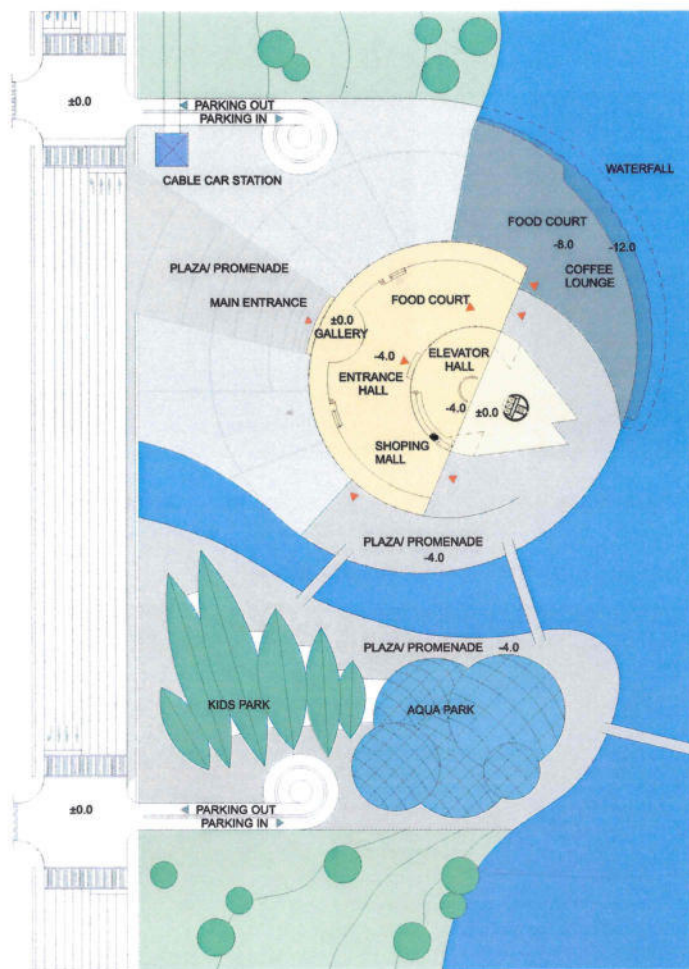 ±0.0
PARKING OUT
PARKING IN
CABLE CAR STATION
WATERFALL
FOOD COURT
-8.0
-12.0
COFFEE
LOUNGE
PLAZA/ PROMENADE
MAIN ENTRANCE
FOOD COURT
±0.0
GALLERY
-4.0
ENTRANCE
HALL
ELEVATOR
HALL
-4.0
±0.0
SHOPING
MALL
PLAZA/ PROMENADE
-4.0
PLAZA/ PROMENADE -4.0
KIDS PARK
AQUA PARK
±0.0
PARKING OUT
PARKING IN